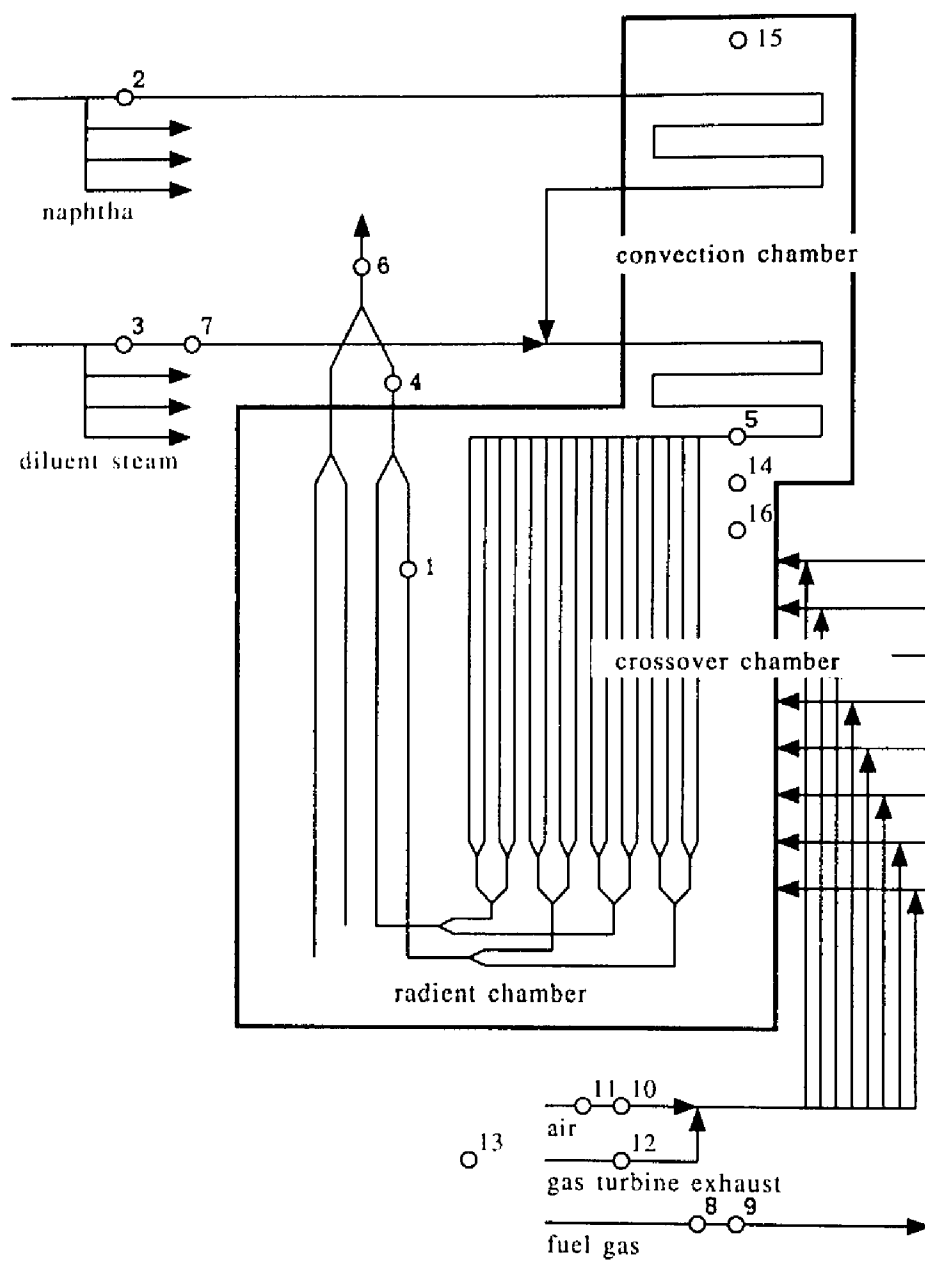 15
2
naphtha
convection chamber
6
3 7
4
5
diluent steam
14
16
1
crossover chamber
radient chamber
11 10
air
13
12
gas turbine exhaust
8 9
fuel gas